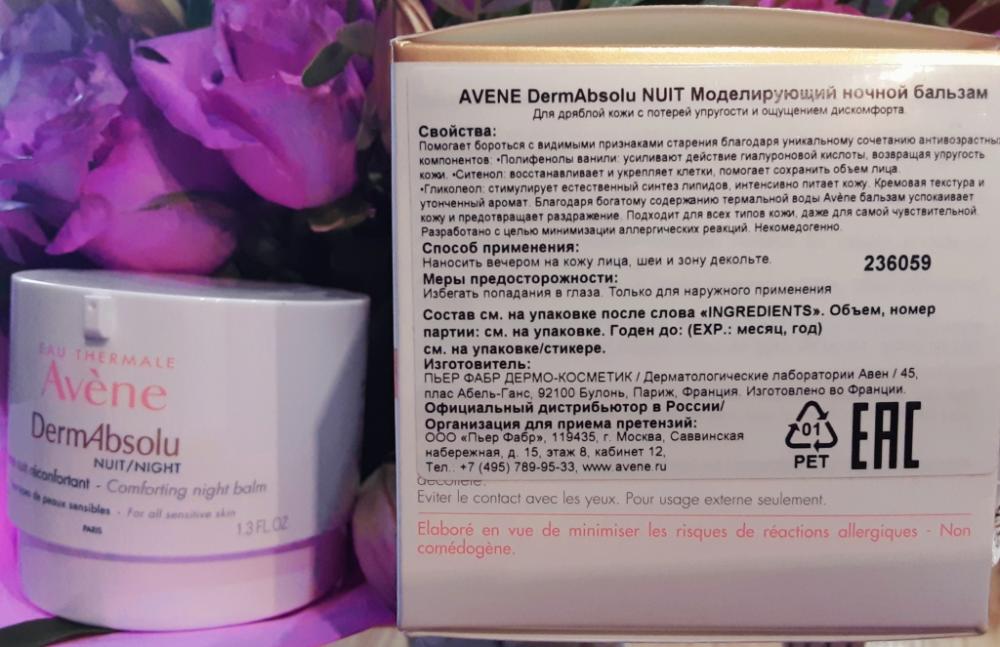 EAU THERMALE
Avène
DermAbsolu
NUIT/NIGHT
nuit réconfortant - Comforting night balm
de peaux sensibles - For all sensitive skin
PARIS
1.3 FL.OZ
AVENE DermAbsolu NUIT Моделирующий ночной бальзам
Для дряблой кожи с потерей упругости и ощущением дискомфорта.
Свойства:
Помогает бороться с видимыми признаками старения благодаря уникальному сочетанию антивозрастны
компонентов: •Полифенолы ванили: усиливают действие гиалуроновой кислоты, возвращая упругость
кожи. •Ситенол: восстанавливает и укрепляет клетки, помогает сохранить объем лица.
•Гликолеол: стимулирует естественный синтез липидов, интенсивно питает кожу. Кремовая текстура и
утонченный аромат. Благодаря богатому содержанию термальной воды Avène бальзам успокаивает
кожу и предотвращает раздражение. Подходит для всех типов кожи, даже для самой чувствительной.
Разработано с целью минимизации аллергических реакций. Некомедогенно.
Способ применения:
Наносить вечером на кожу лица, шеи и зону декольте.
236059
Меры предосторожности:
Избегать попадания в глаза. Только для наружного применения
Состав см. на упаковке после слова «INGREDIENTS». Объем, номер
партии: см. на упаковке. Годен до: (EXP.: месяц, год)
см. на упаковке/стикере.
Изготовитель:
ПЬЕР ФАБР ДЕРМО-КОСМЕТИК / Дерматологические лаборатории Авен / 45,
плас Абель-Ганс, 92100 Булонь, Париж, Франция. Изготовлено во Франции.
Официальный дистрибьютор в России/
Организация для приема претензий:
ООО «Пьер Фабр», 119435, г. Москва, Саввинская
набережная, д. 15, этаж 8, кабинет 12,
Тел.: +7 (495) 789-95-33, www.avene.ru
01
PET
EAC
décolleté.
Eviter le contact avec les yeux. Pour usage externe seulement.
Elaboré en vue de minimiser les risques de réactions allergiques - Non
comédogène.